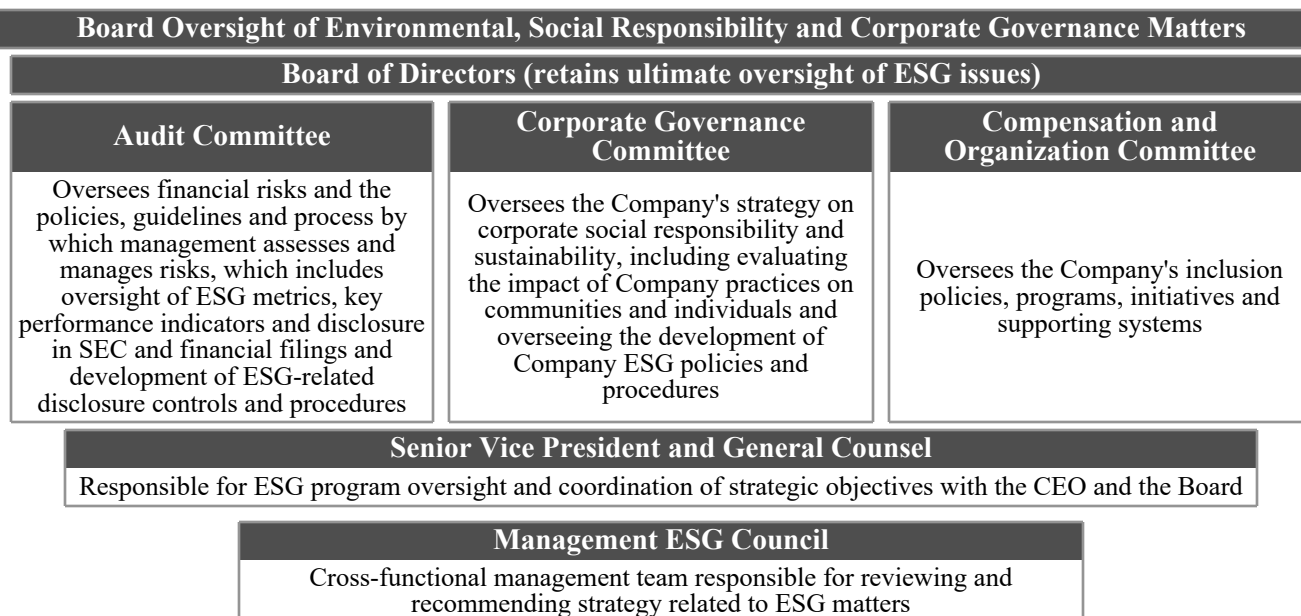 Board Oversight of Environmental, Social Responsibility and Corporate Governance Matters
Board of Directors (retains ultimate oversight of ESG issues)
Audit Committee
Oversees financial risks and the
policies, guidelines and process by
which management assesses and
manages risks, which includes
oversight of ESG metrics, key
performance indicators and disclosure
in SEC and financial filings and
development of ESG-related
disclosure controls and procedures
Corporate Governance
Committee
Oversees the Company's strategy on
corporate social responsibility and
sustainability, including evaluating
the impact of Company practices on
communities and individuals and
overseeing the development of
Company ESG policies and
procedures
Compensation and
Organization Committee
Oversees the Company's inclusion
policies, programs, initiatives and
supporting systems
Senior Vice President and General Counsel
Responsible for ESG program oversight and coordination of strategic objectives with the CEO and the Board
Management ESG Council
Cross-functional management team responsible for reviewing and
recommending strategy related to ESG matters